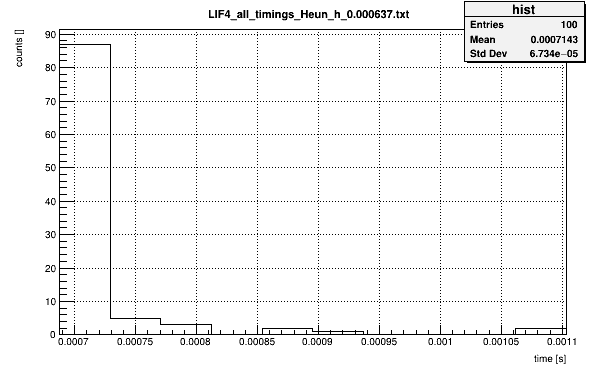 LIF4_all_timings_Heun_h_0.000637.txt
hist
Entries 100
Mean 0.0007143
Std Dev 6.734e−05
counts []
90
80
70
60
50
40
30
20
10
0
0.0007 0.00075 0.0008 0.00085 0.0009 0.00095 0.001 0.00105 0.0011
time [s]